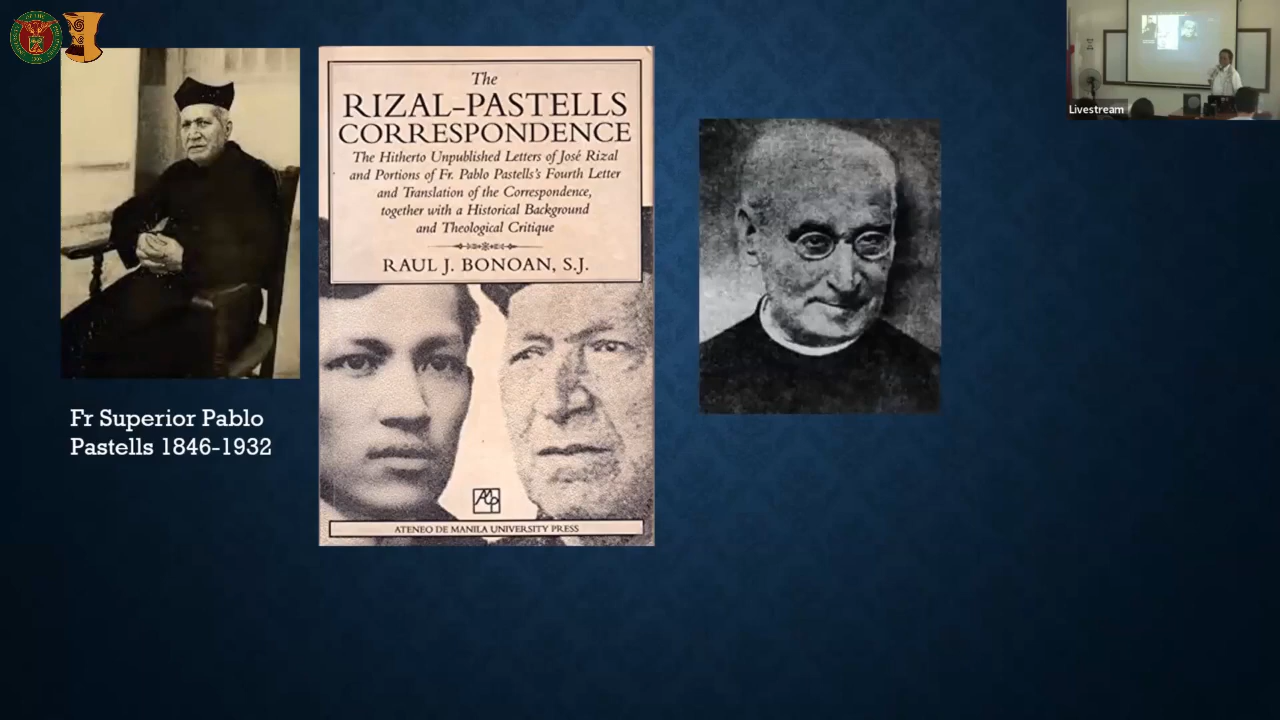 Livestream
The
RIZAL-PASTELLS
CORRESPONDENCE
The Hitherto Unpublished Letters of José Rizal
and Portions of Fr. Pablo Pastells's Fourth Letter
and Translation of the Correspondence,
together with a Historical Background
and Theological Critique
RAUL J. BONOAN, S.J.
ATENEO DE MANILA UNIVERSITY PRESS
Fr Superior Pablo
Pastells 1846-1932